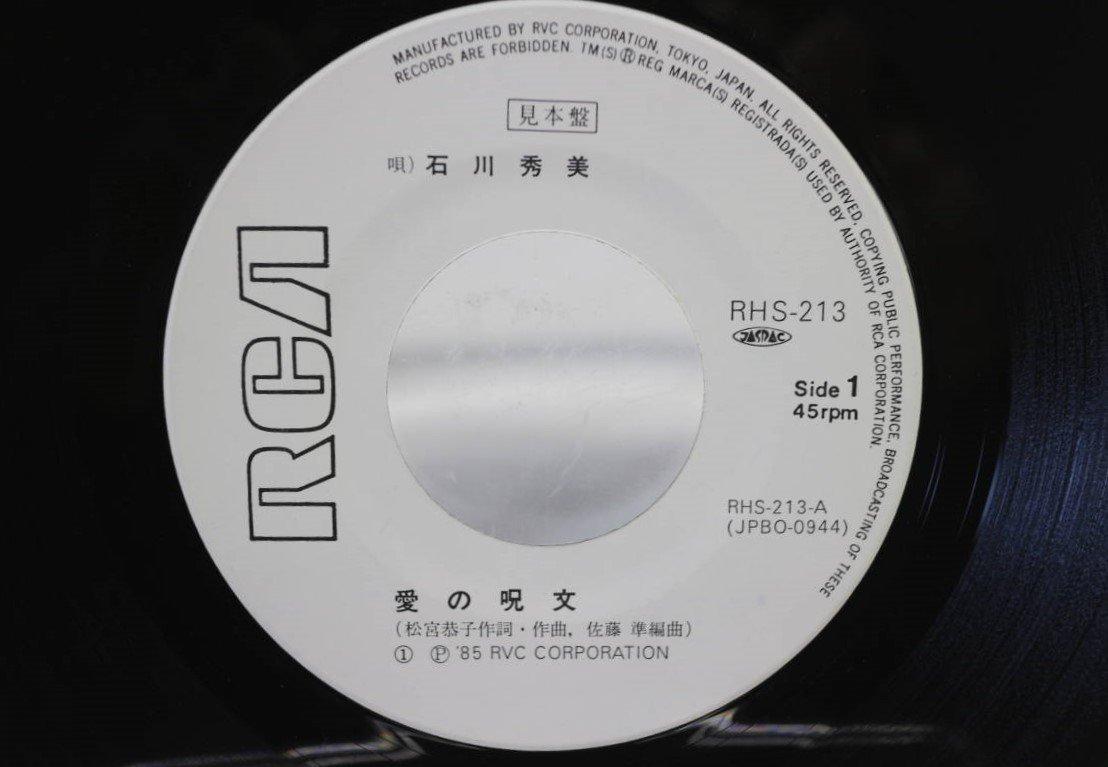 MANUFACTURED BY RVC CORPORATION, TOKYO, JAPAN. ALL RIGHTS RESERVED, COPYING PUBLIC PERFORMANCE, BROADCASTING OF THESE
RECORDS ARE FORBIDDEN. TM(S) Ⓡ REG MARCA(S) REGISTRADA(S) USED BY AUTHORITY OF RCA CORPORATION.
見本盤
唄) 石川秀美
RCA
RHS-213
JASRAC
Side 1
45rpm
RHS-213-A
(JPBO-0944)
愛の呪文
(松宮恭子作詞・作曲, 佐藤 準編曲)
① Ⓟ '85 RVC CORPORATION